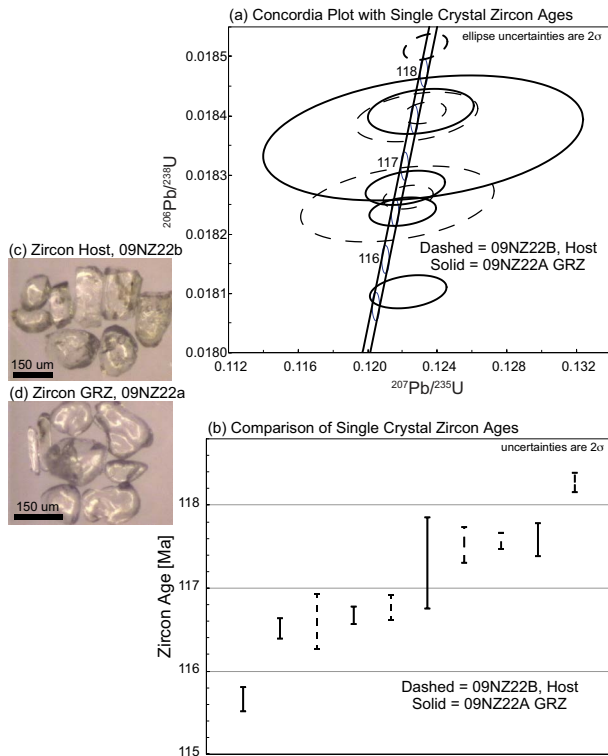 (a) Concordia Plot with Single Crystal Zircon Ages
ellipse uncertainties are 2σ
0.0185
0.0184
0.0183
0.0182
0.0181
0.0180
206Pb/238U
118
117
116
Dashed = 09NZ22B, Host
Solid = 09NZ22A GRZ
0.112
0.116
0.120
0.124
0.128
0.132
207Pb/235U
(c) Zircon Host, 09NZ22b
150 um
(d) Zircon GRZ, 09NZ22a
150 um
(b) Comparison of Single Crystal Zircon Ages
uncertainties are 2σ
118
117
116
115
Zircon Age [Ma]
Dashed = 09NZ22B, Host
Solid = 09NZ22A GRZ